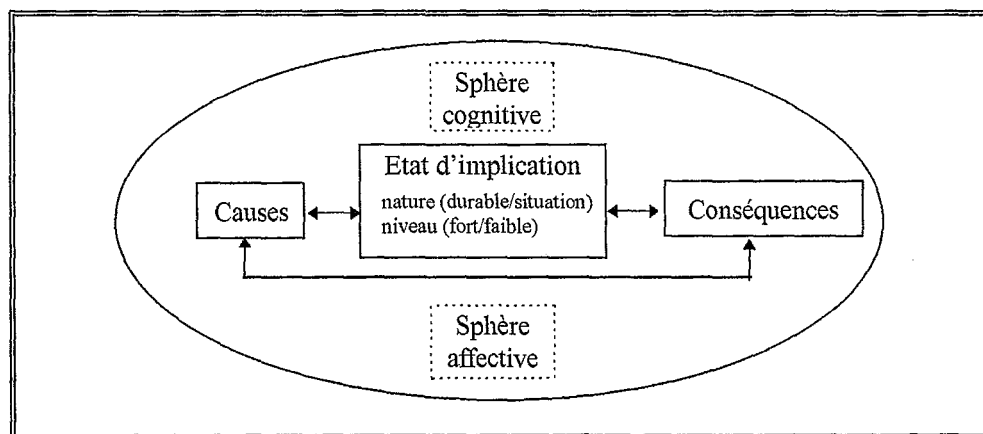 Sphère
cognitive
Etat d'implication
nature (durable/situation)
niveau (fort/faible)
Causes
Conséquences
Sphère
affective